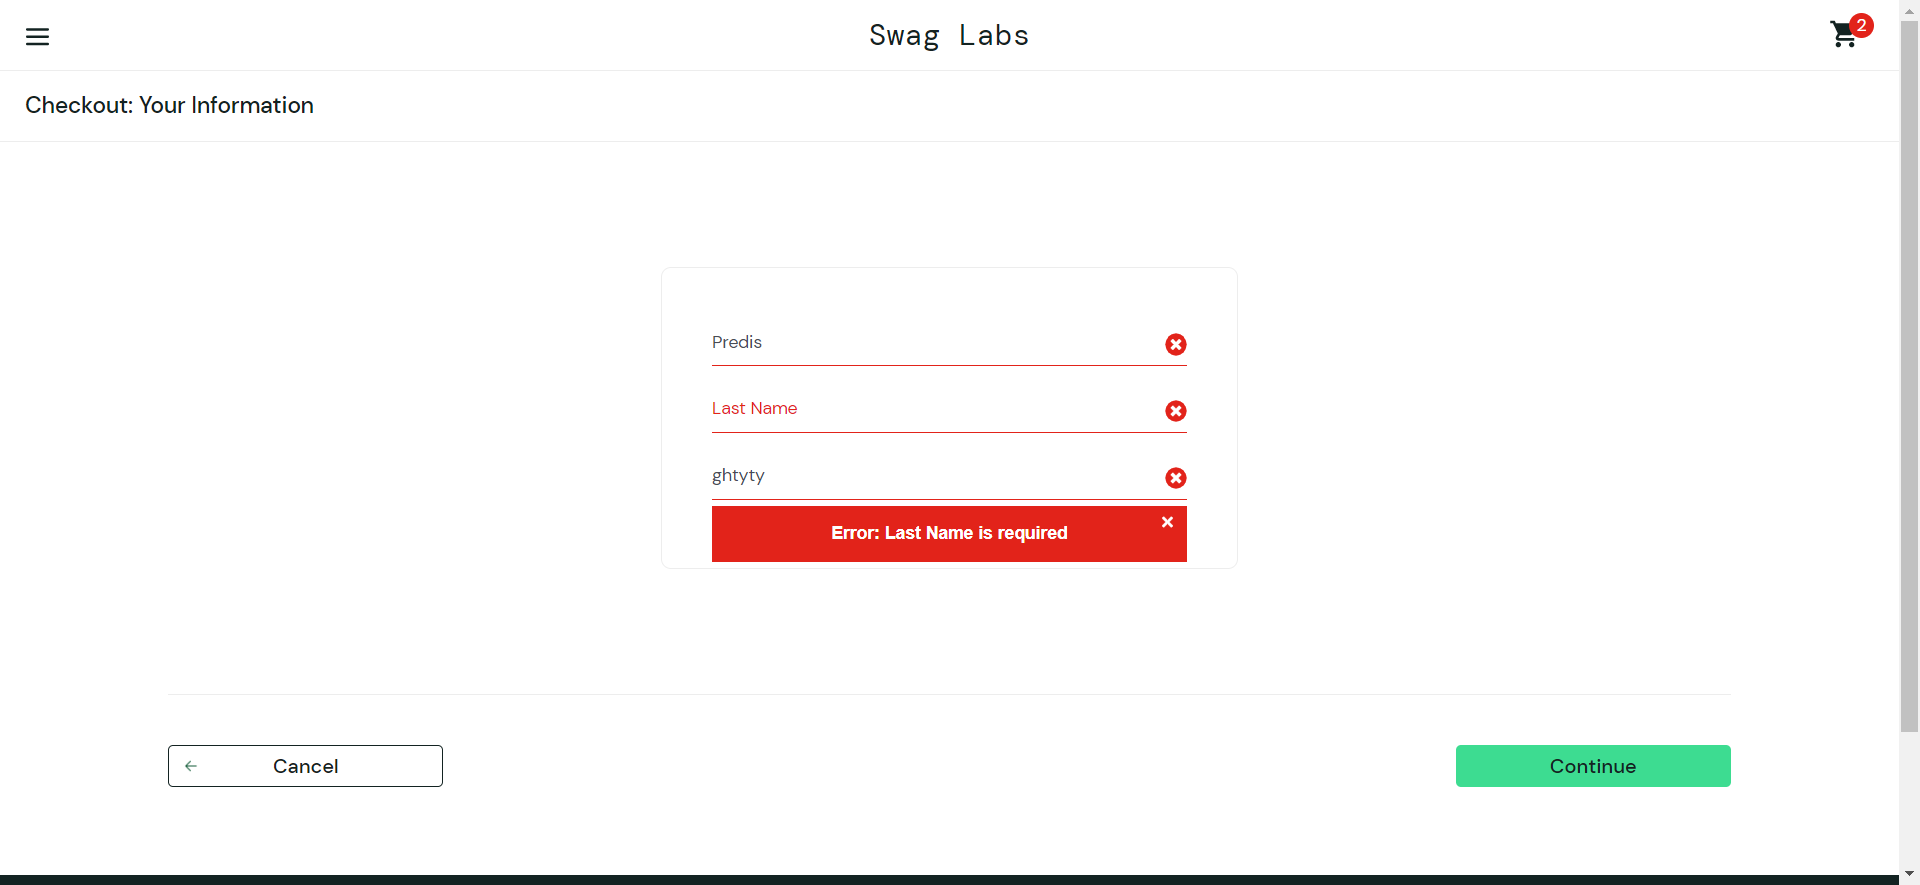 Swag Labs
2
Checkout: Your Information
Predis
Last Name
ghtyty
Error: Last Name is required
Cancel
Continue